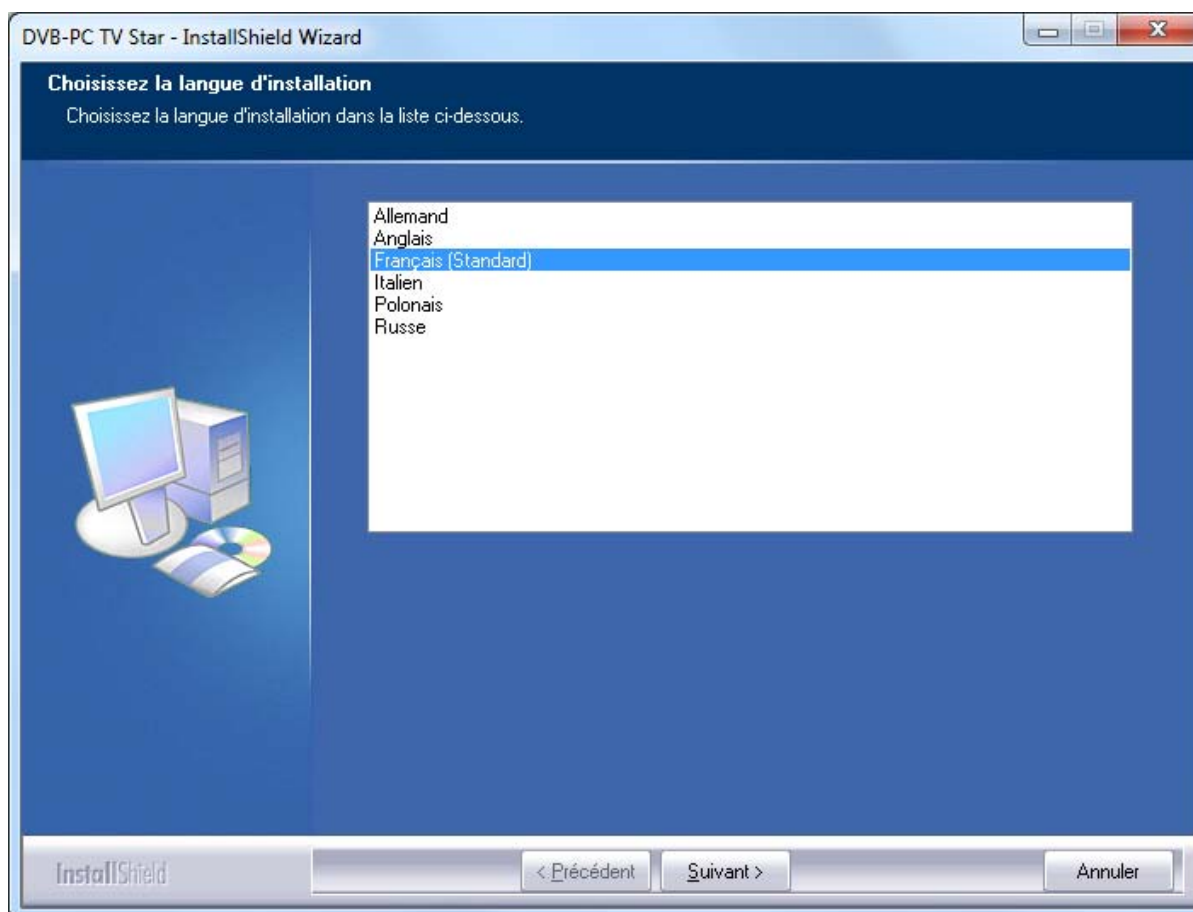 DVB-PC TV Star - InstallShield Wizard
Choisissez la langue d'installation
Choisissez la langue d'installation dans la liste ci-dessous.
Allemand
Anglais
Français (Standard)
Italien
Polonais
Russe
InstallShield
< Précédent
Suivant >
Annuler